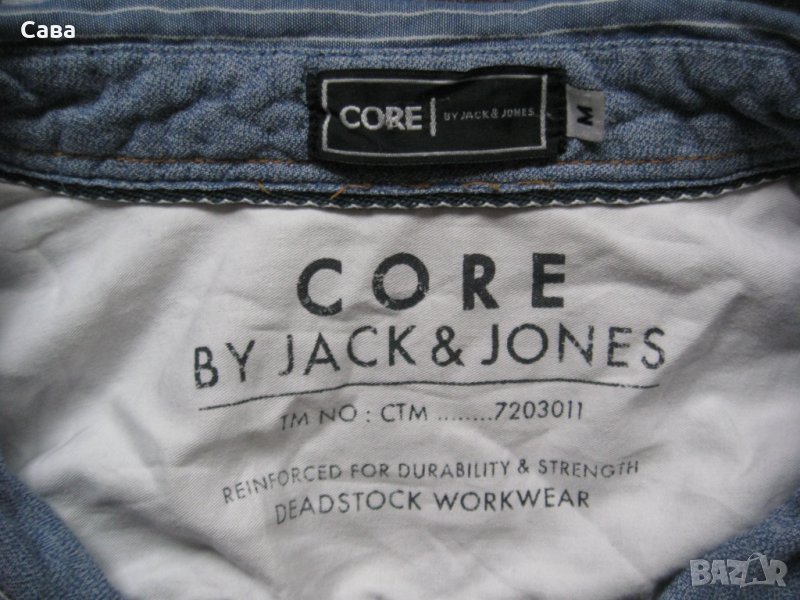 Сава
CORE BY JACK & JONES M
CORE
BY JACK & JONES
TM NO : CTM ........7203011
REINFORCED FOR DURABILITY & STRENGTH
DEADSTOCK WORKWEAR
BAZAR